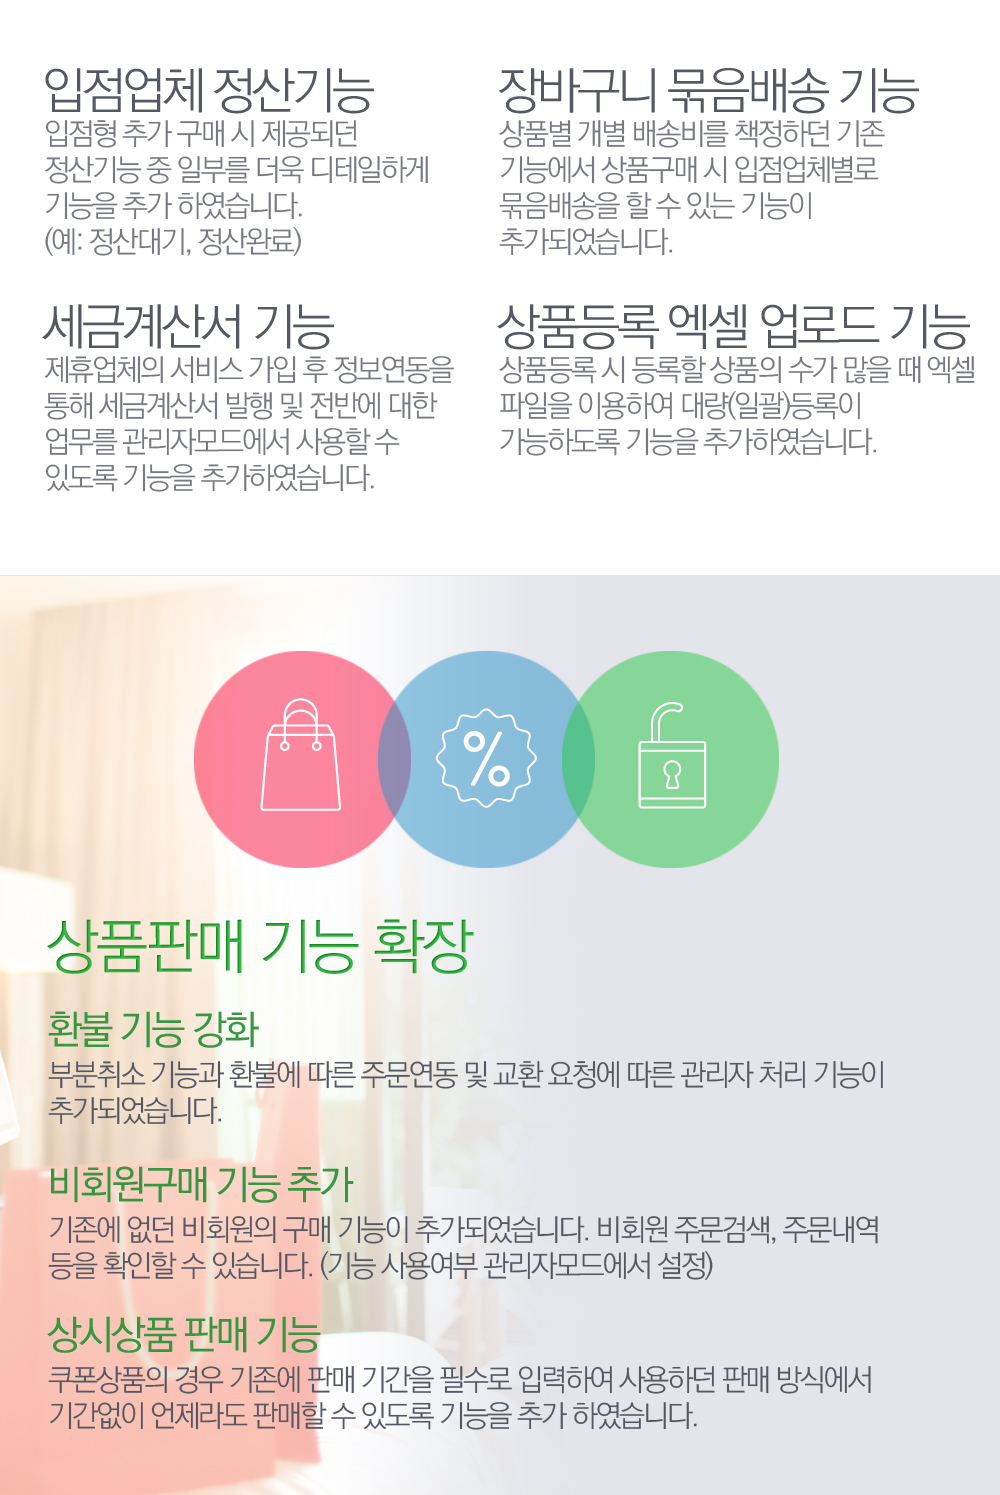 입점업체 정산기능
입점형 추가 구매 시 제공되던
정산기능 중 일부를 더욱 디테일하게
기능을 추가 하였습니다.
(예: 정산대기, 정산완료)
장바구니 묶음배송 기능
상품별 개별 배송비를 책정하던 기존
기능에서 상품구매 시 입점업체별로
묶음배송을 할 수 있는 기능이
추가되었습니다.
세금계산서 기능
제휴업체의 서비스 가입 후 정보연동을
통해 세금계산서 발행 및 전반에 대한
업무를 관리자모드에서 사용할 수
있도록 기능을 추가하였습니다.
상품등록 엑셀 업로드 기능
상품등록 시 등록할 상품의 수가 많을 때 엑셀
파일을 이용하여 대량(일괄)등록이
가능하도록 기능을 추가하였습니다.
%
상품판매 기능 확장
환불 기능 강화
부분취소 기능과 환불에 따른 주문연동 및 교환 요청에 따른 관리자 처리 기능이
추가되었습니다.
비회원구매 기능 추가
기존에 없던 비회원의 구매 기능이 추가되었습니다. 비회원 주문검색, 주문내역
등을 확인할 수 있습니다. (기능 사용여부 관리자모드에서 설정)
상시상품 판매 기능
쿠폰상품의 경우 기존에 판매 기간을 필수로 입력하여 사용하던 판매 방식에서
기간없이 언제라도 판매할 수 있도록 기능을 추가 하였습니다.